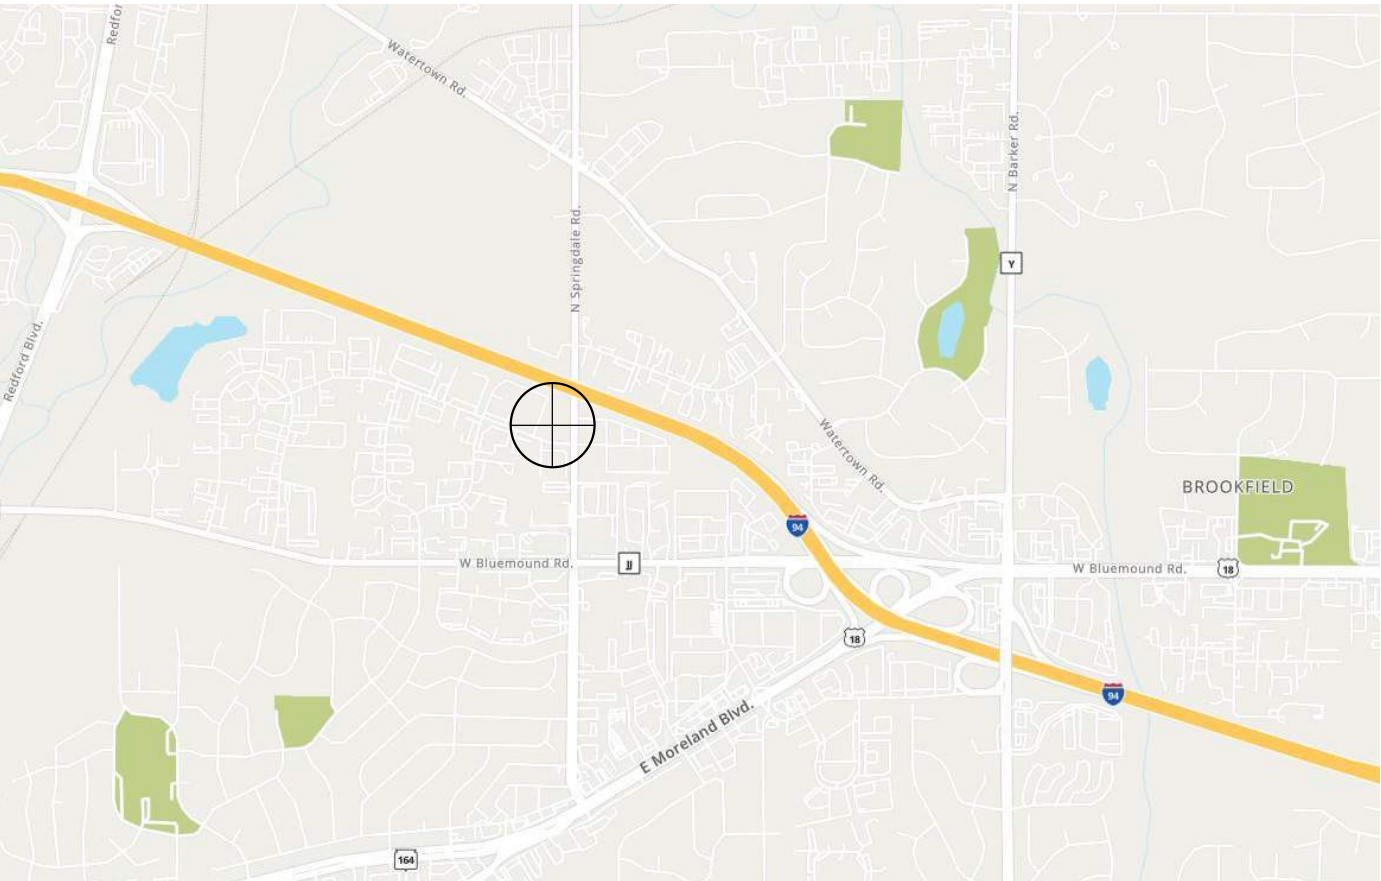 Redfor
Watertown Rd.
N Barker Rd.
N Springdale Rd.
Y
Redford Blvd.
Watertown Rd.
BROOKFIELD
94
W Bluemound Rd.
JJ
W Bluemound Rd.
18
18
94
E Moreland Blvd.
164